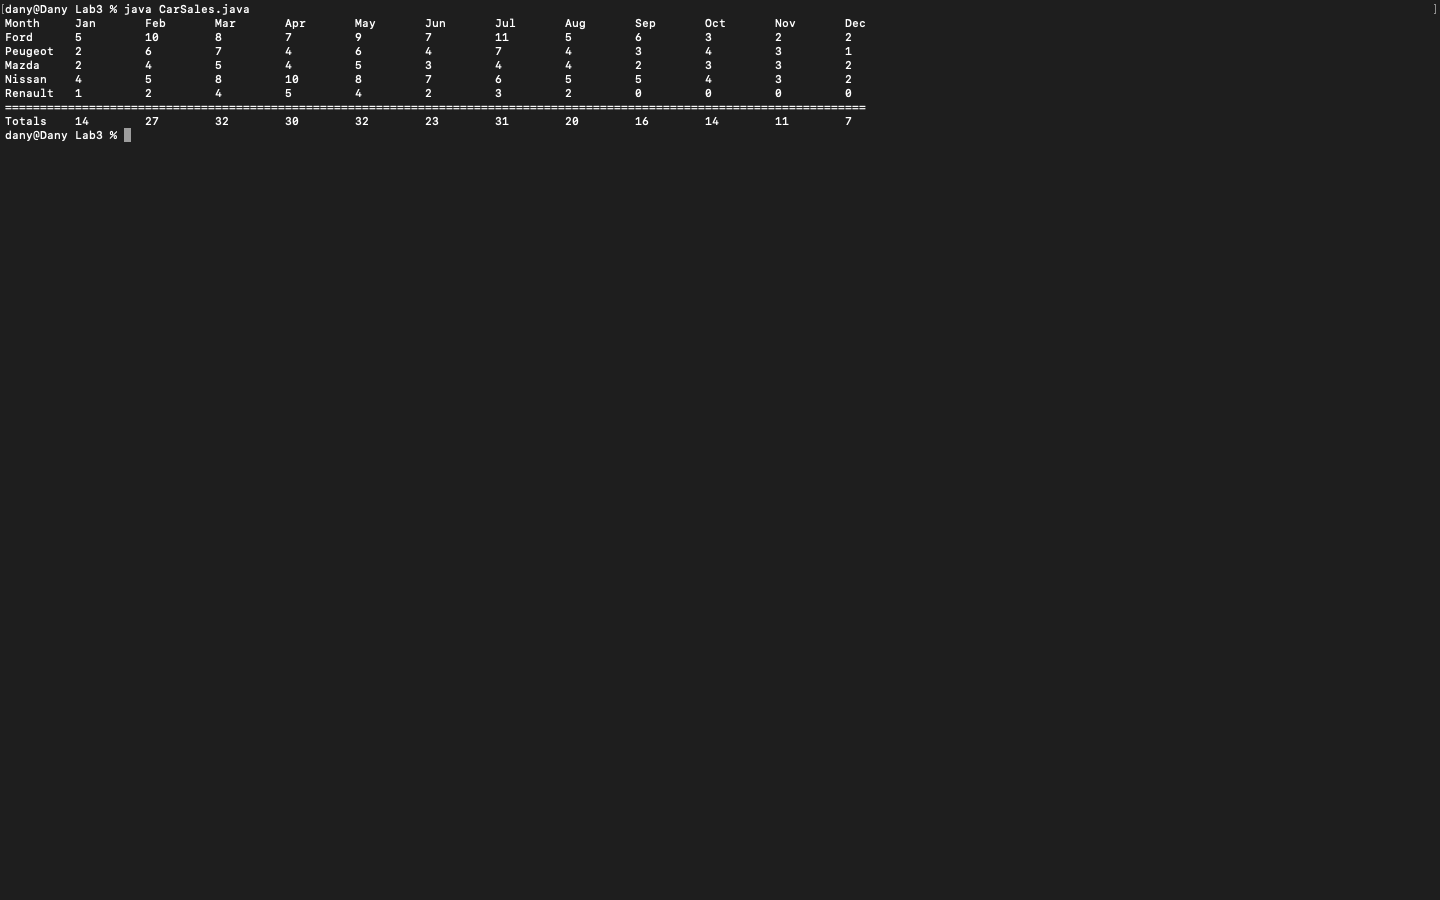 [dany@Dany Lab3 % java CarSales.java ]
Month Jan Feb Mar Apr May Jun Jul Aug Sep Oct Nov Dec
Ford 5 10 8 7 9 7 11 5 6 3 2 2
Peugeot 2 6 7 4 6 4 7 4 3 4 3 1
Mazda 2 4 5 4 5 3 4 4 2 3 3 2
Nissan 4 5 8 10 8 7 6 5 5 4 3 2
Renault 1 2 4 5 4 2 3 2 0 0 0 0
===========================================================================================================================
Totals 14 27 32 30 32 23 31 20 16 14 11 7
dany@Dany Lab3 %